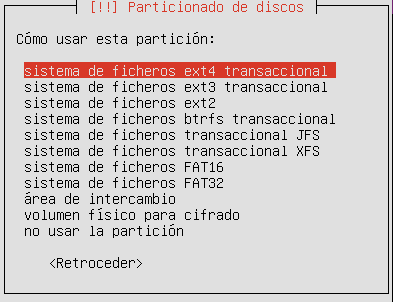 [!!] Particionado de discos
Cómo usar esta partición:
sistema de ficheros ext4 transaccional
sistema de ficheros ext3 transaccional
sistema de ficheros ext2
sistema de ficheros btrfs transaccional
sistema de ficheros transaccional JFS
sistema de ficheros transaccional XFS
sistema de ficheros FAT16
sistema de ficheros FAT32
área de intercambio
volumen físico para cifrado
no usar la partición
<Retroceder>